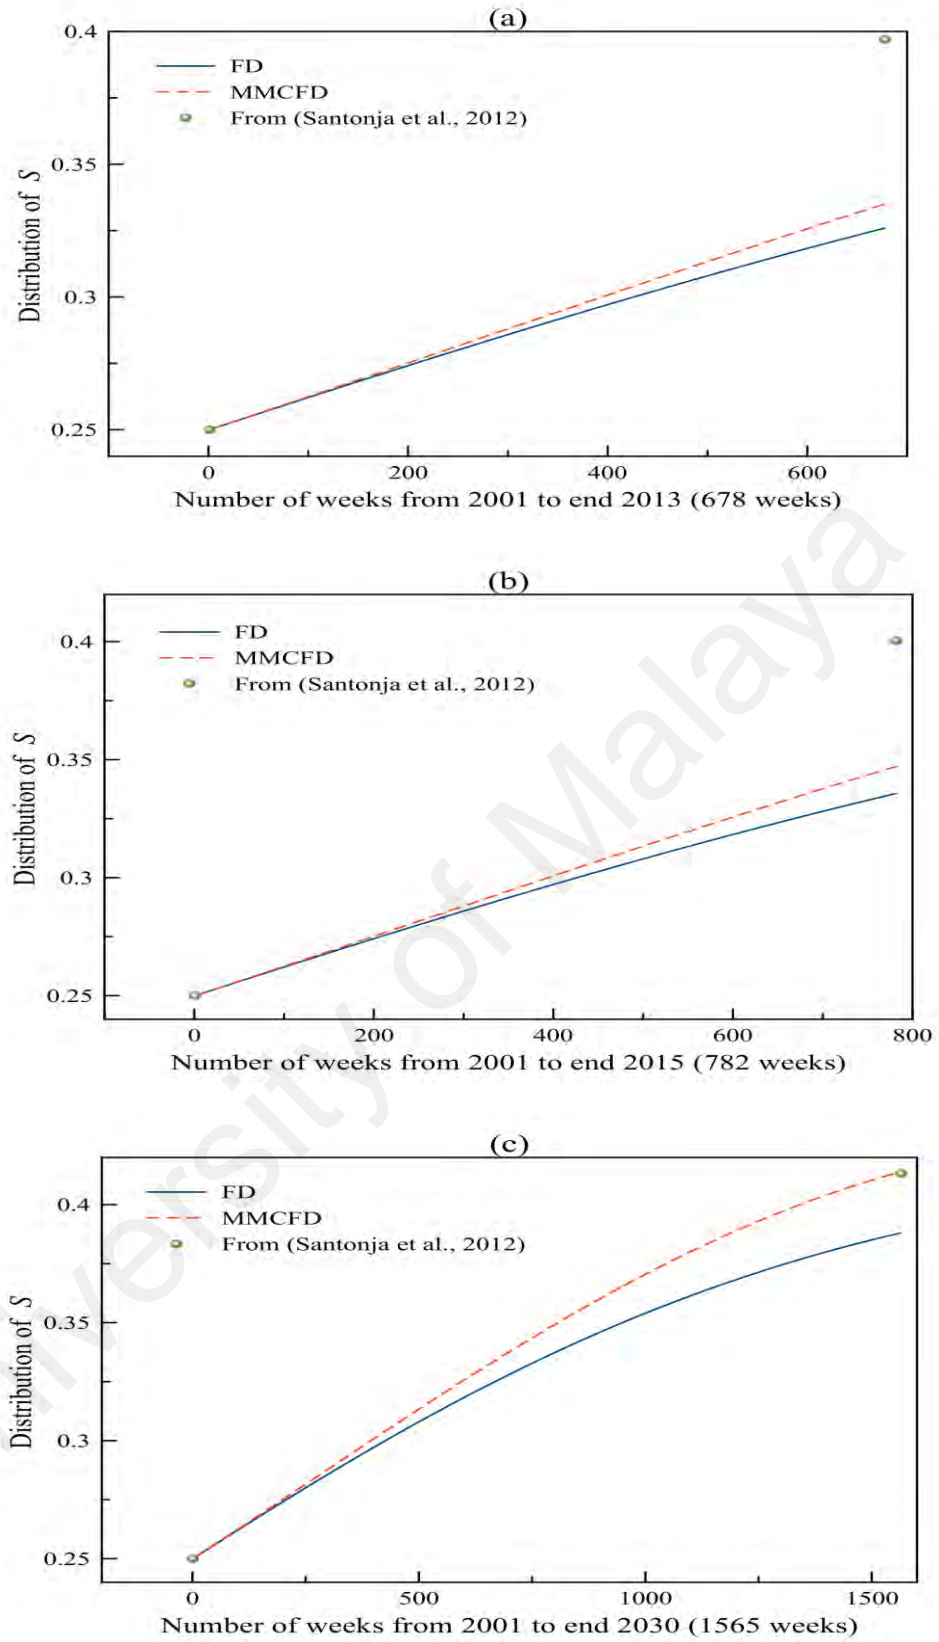 (a)
0.4
FD
MMCFD
From (Santonja et al., 2012)
0.35
0.3
0.25
Distribution of S
0 200 400 600
Number of weeks from 2001 to end 2013 (678 weeks)
(b)
FD
0.4
MMCFD
From (Santonja et al., 2012)
0.35
0.3
0.25
Distribution of S
0 200 400 600 800
Number of weeks from 2001 to end 2015 (782 weeks)
(c)
FD
0.4
MMCFD
From (Santonja et al., 2012)
0.35
0.3
0.25
Distribution of S
0 500 1000 1500
Number of weeks from 2001 to end 2030 (1565 weeks)
University of Malaya